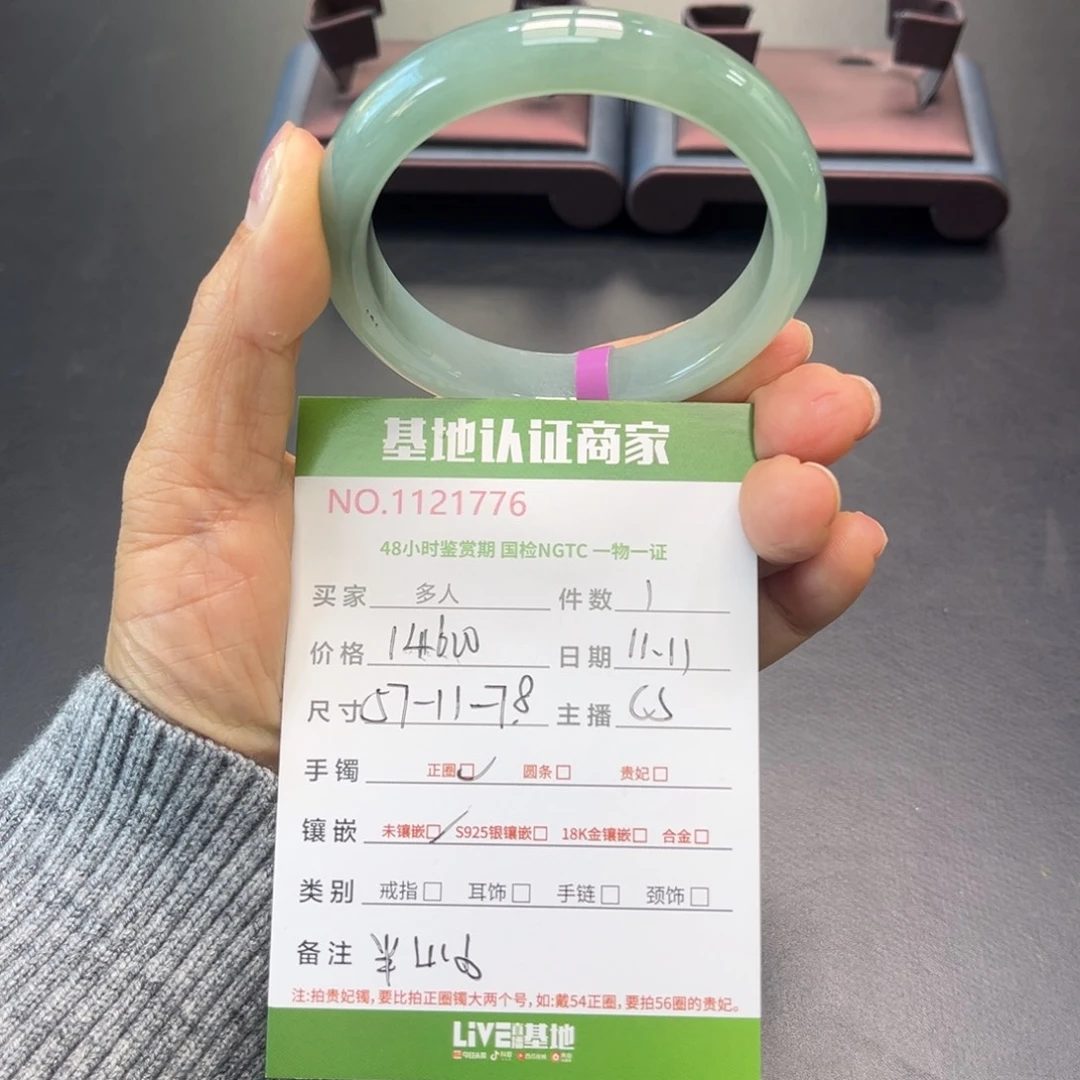 基地认证商家
NO.1121776
48小时鉴赏期 国检NGTC 一物一证
买家 多人 件数 1
价格 14600 日期 11-11
尺寸 57-11-7.8 主播
手镯 正圈□ 圆条□ 贵妃□
镶嵌 未镶嵌□ S925银镶嵌□ 18K金镶嵌□ 合金□
类别 戒指□ 耳饰□ 手链□ 颈饰□
备注
注:拍贵妃镯,要比拍正圈镯大两个号,如:戴54正圈,要拍56圈的贵妃。
LIVE直播基地